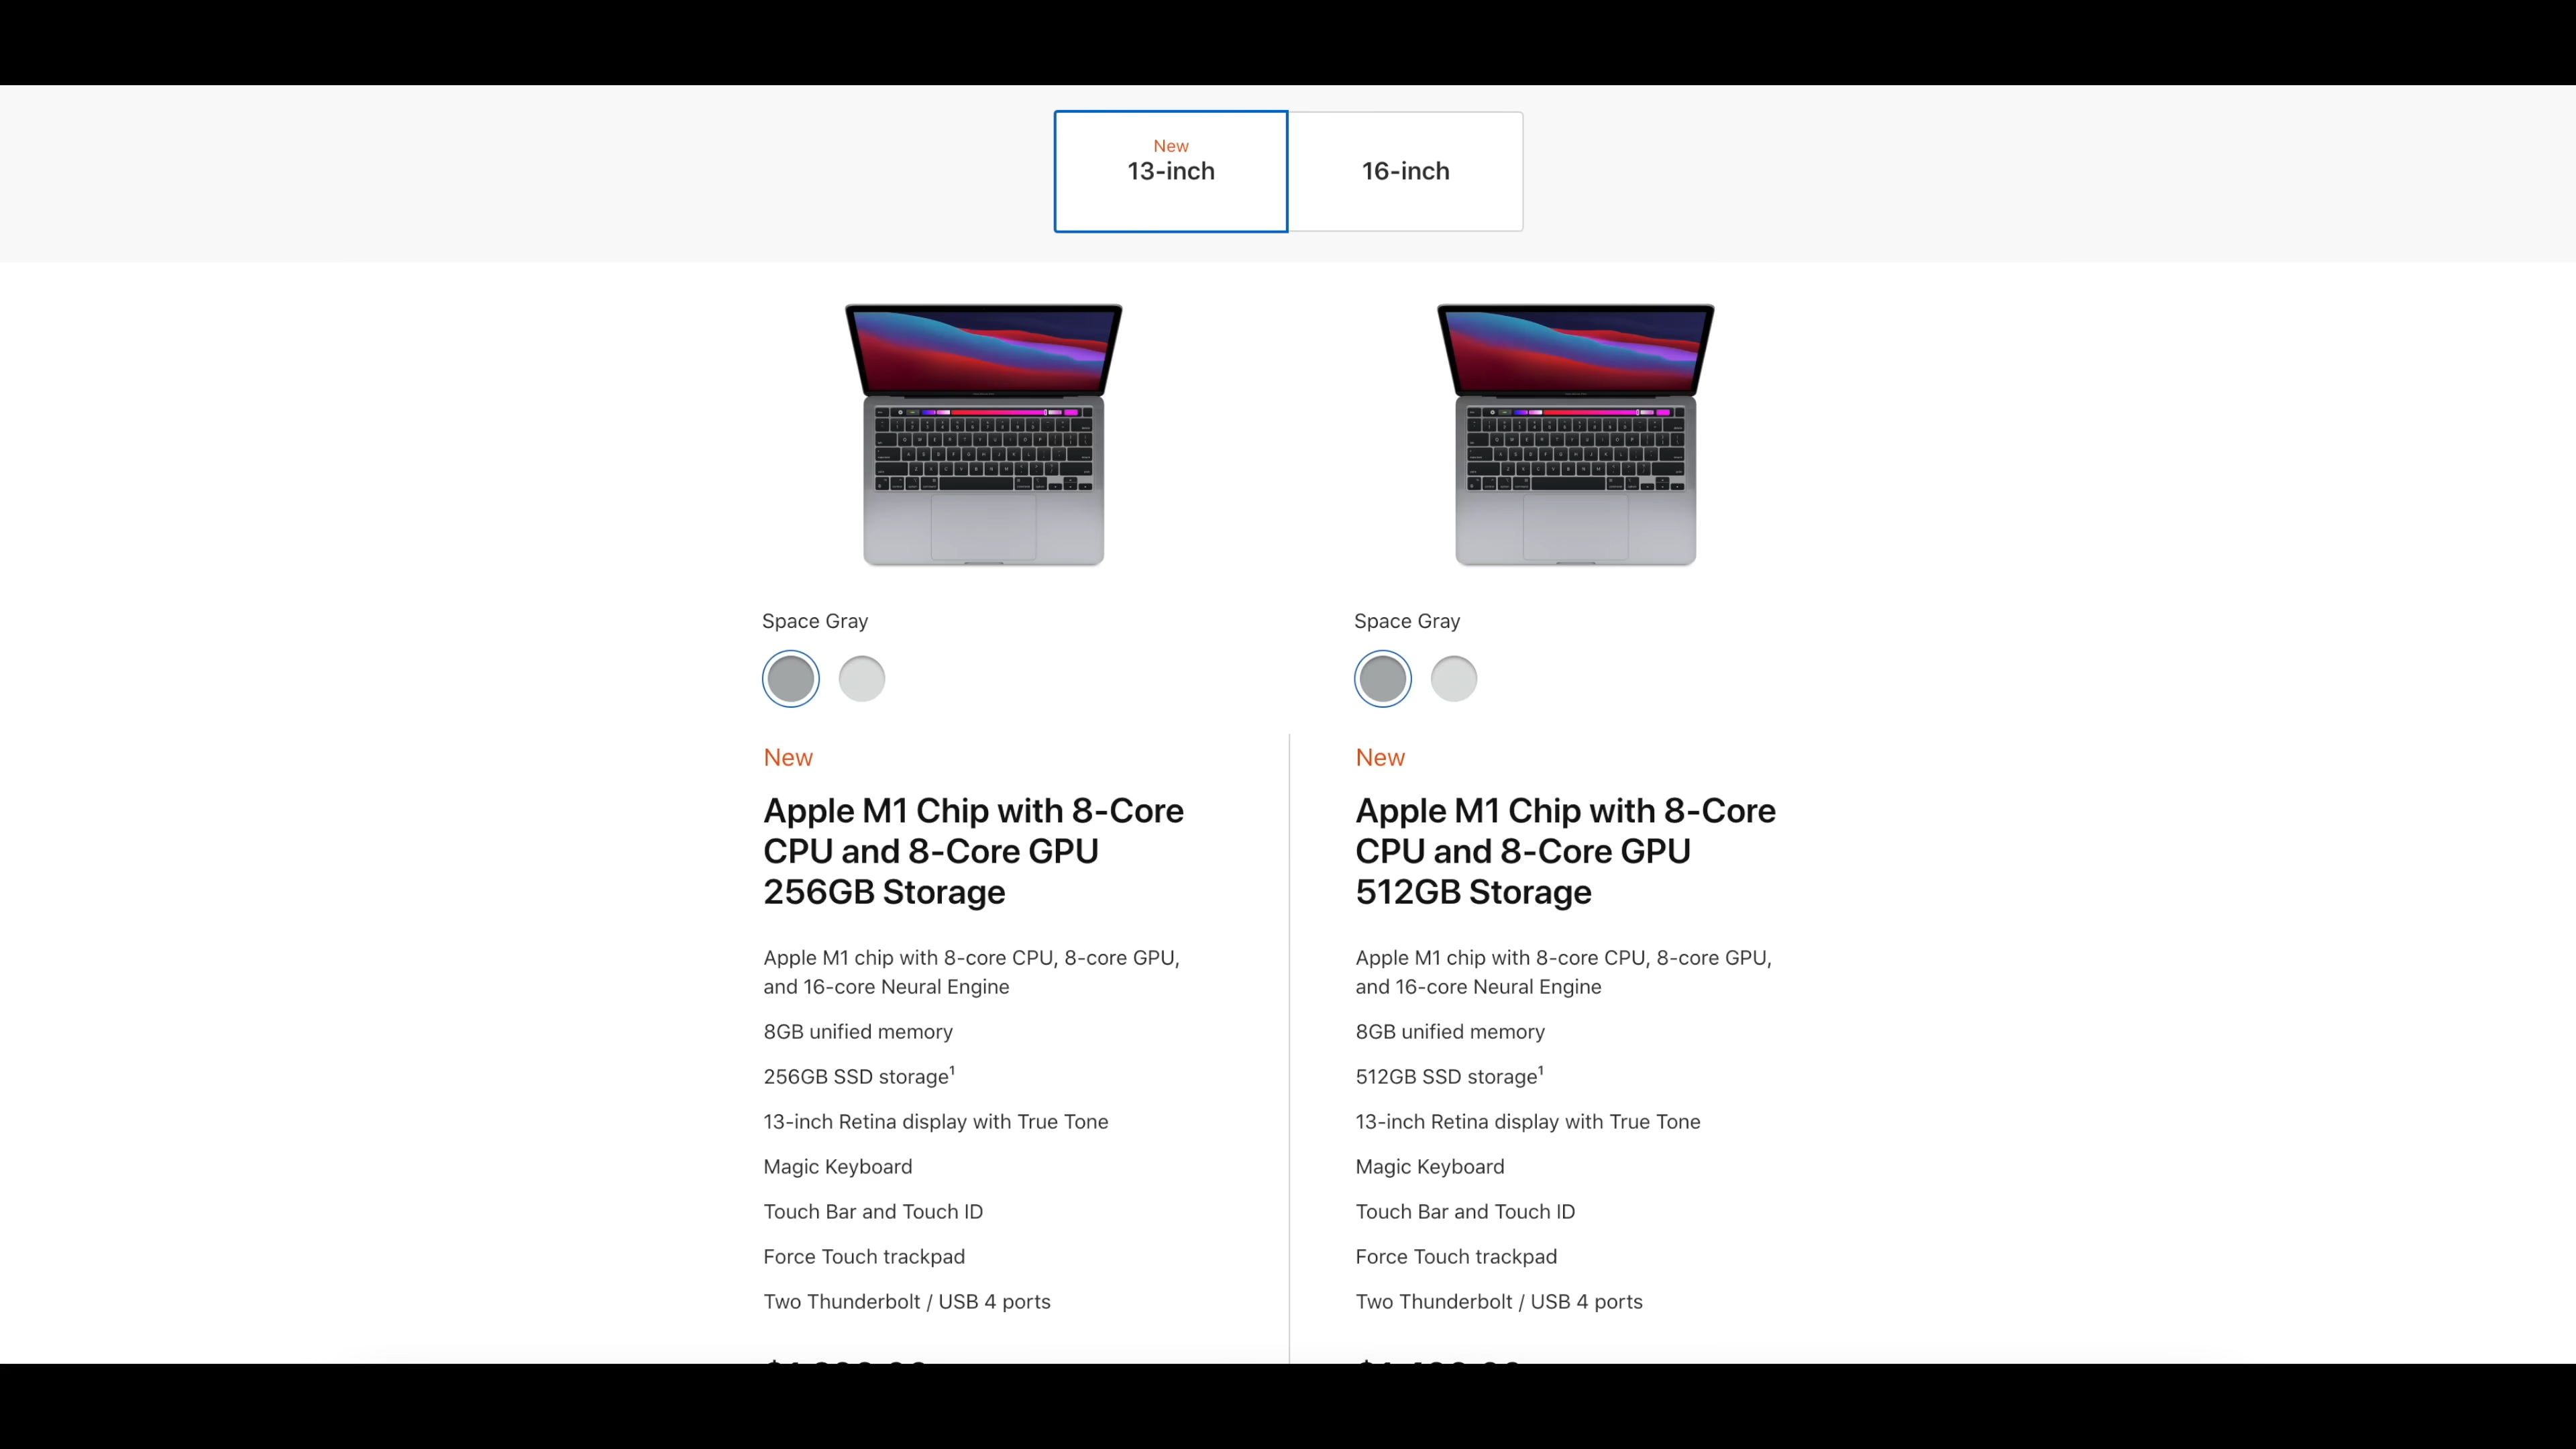 New
13-inch
16-inch
Space Gray
New
Apple M1 Chip with 8-Core
CPU and 8-Core GPU
256GB Storage
Apple M1 chip with 8-core CPU, 8-core GPU,
and 16-core Neural Engine
8GB unified memory
256GB SSD storage¹
13-inch Retina display with True Tone
Magic Keyboard
Touch Bar and Touch ID
Force Touch trackpad
Two Thunderbolt / USB 4 ports
Space Gray
New
Apple M1 Chip with 8-Core
CPU and 8-Core GPU
512GB Storage
Apple M1 chip with 8-core CPU, 8-core GPU,
and 16-core Neural Engine
8GB unified memory
512GB SSD storage¹
13-inch Retina display with True Tone
Magic Keyboard
Touch Bar and Touch ID
Force Touch trackpad
Two Thunderbolt / USB 4 ports